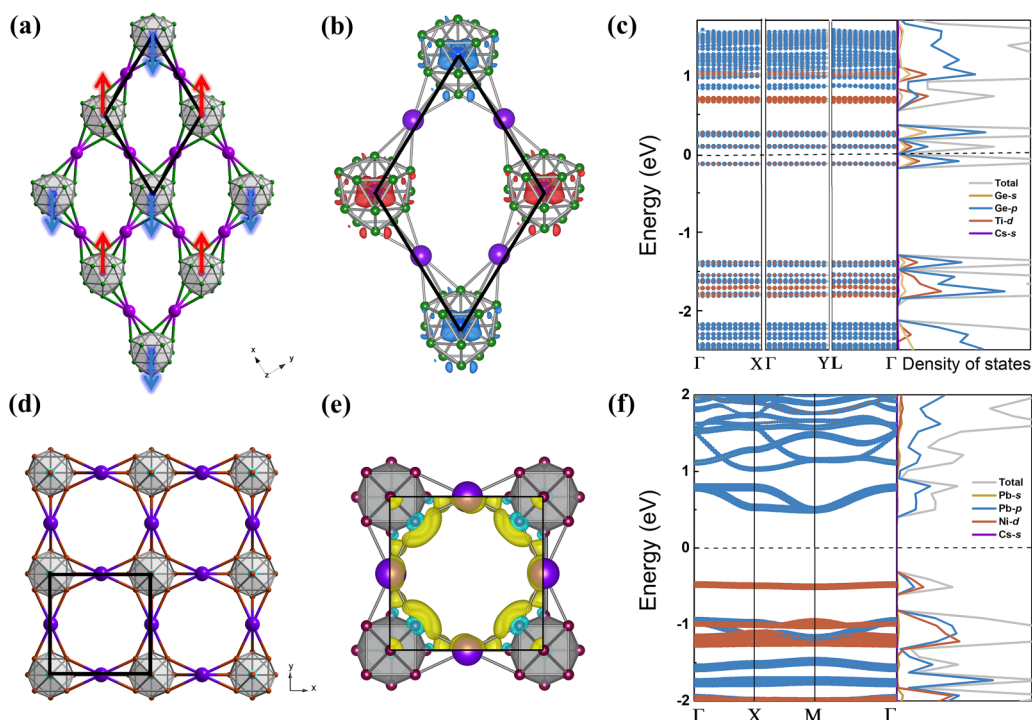 (a)
x
y
z
(b)
(c)
Energy (eV)
1
0
-1
-2
Total
Ge-s
Ge-p
Ti-d
Cs-s
Γ X Γ Y L Γ Density of states
(d)
y
x
(e)
(f)
Energy (eV)
2
1
0
-1
-2
Total
Pb-s
Pb-p
Ni-d
Cs-s
Γ X M Γ